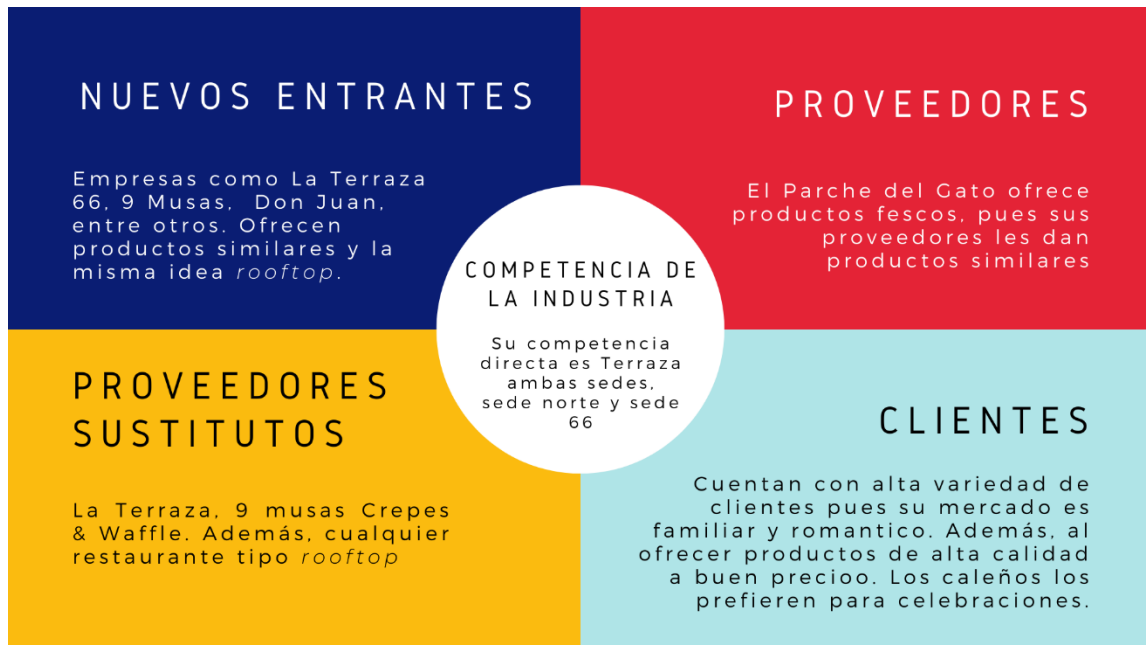 NUEVOS ENTRANTES
Empresas como La Terraza
66, 9 Musas, Don Juan,
entre otros. Ofrecen
productos similares y la
misma idea rooftop.
PROVEEDORES
El Parche del Gato ofrece
productos fescos, pues sus
proveedores les dan
productos similares
COMPETENCIA DE
LA INDUSTRIA
Su competencia
directa es Terraza
ambas sedes,
sede norte y sede
66
PROVEEDORES
SUSTITUTOS
La Terraza, 9 musas Crepes
& Waffle. Además, cualquier
restaurante tipo rooftop
CLIENTES
Cuentan con alta variedad de
clientes pues su mercado es
familiar y romantico. Además, al
ofrecer productos de alta calidad
a buen precioo. Los caleños los
prefieren para celebraciones.